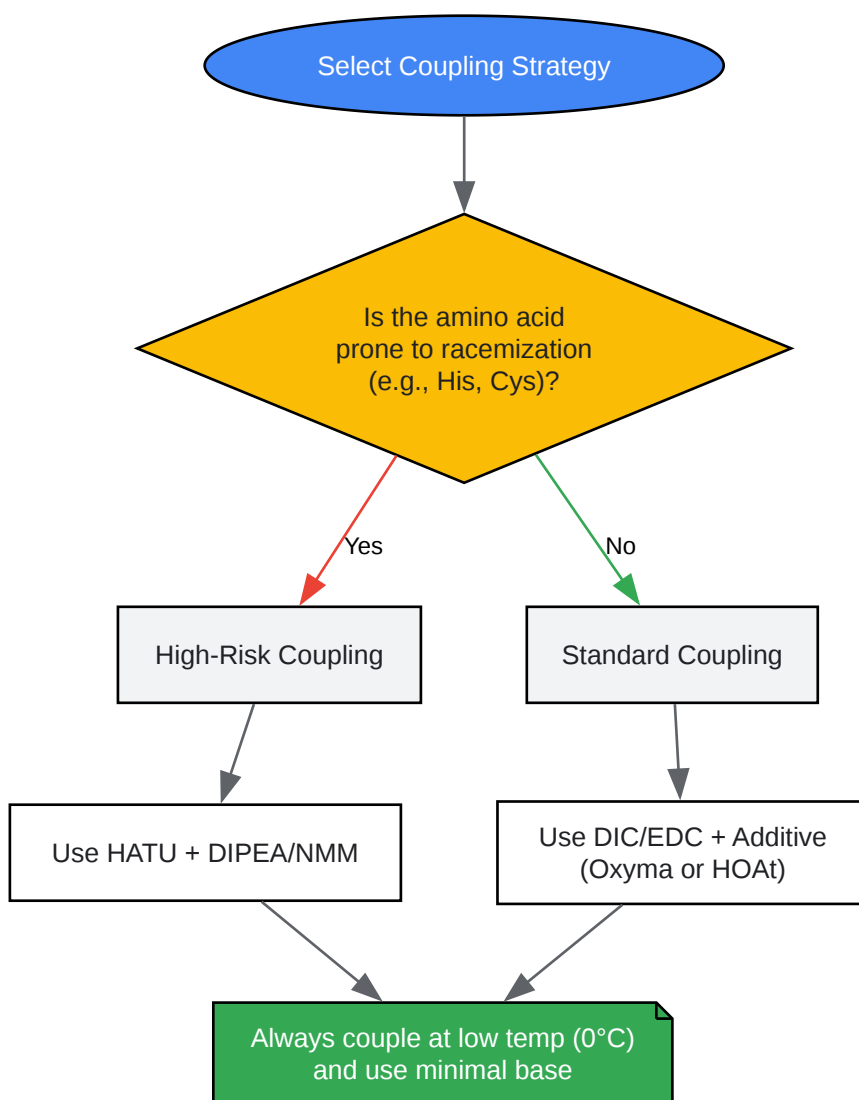 Select Coupling Strategy
Is the amino acid
prone to racemization
(e.g., His, Cys)?
Yes
No
High-Risk Coupling
Standard Coupling
Use HATU + DIPEA/NMM
Use DIC/EDC + Additive
(Oxyma or HOAt)
Always couple at low temp (0°C)
and use minimal base